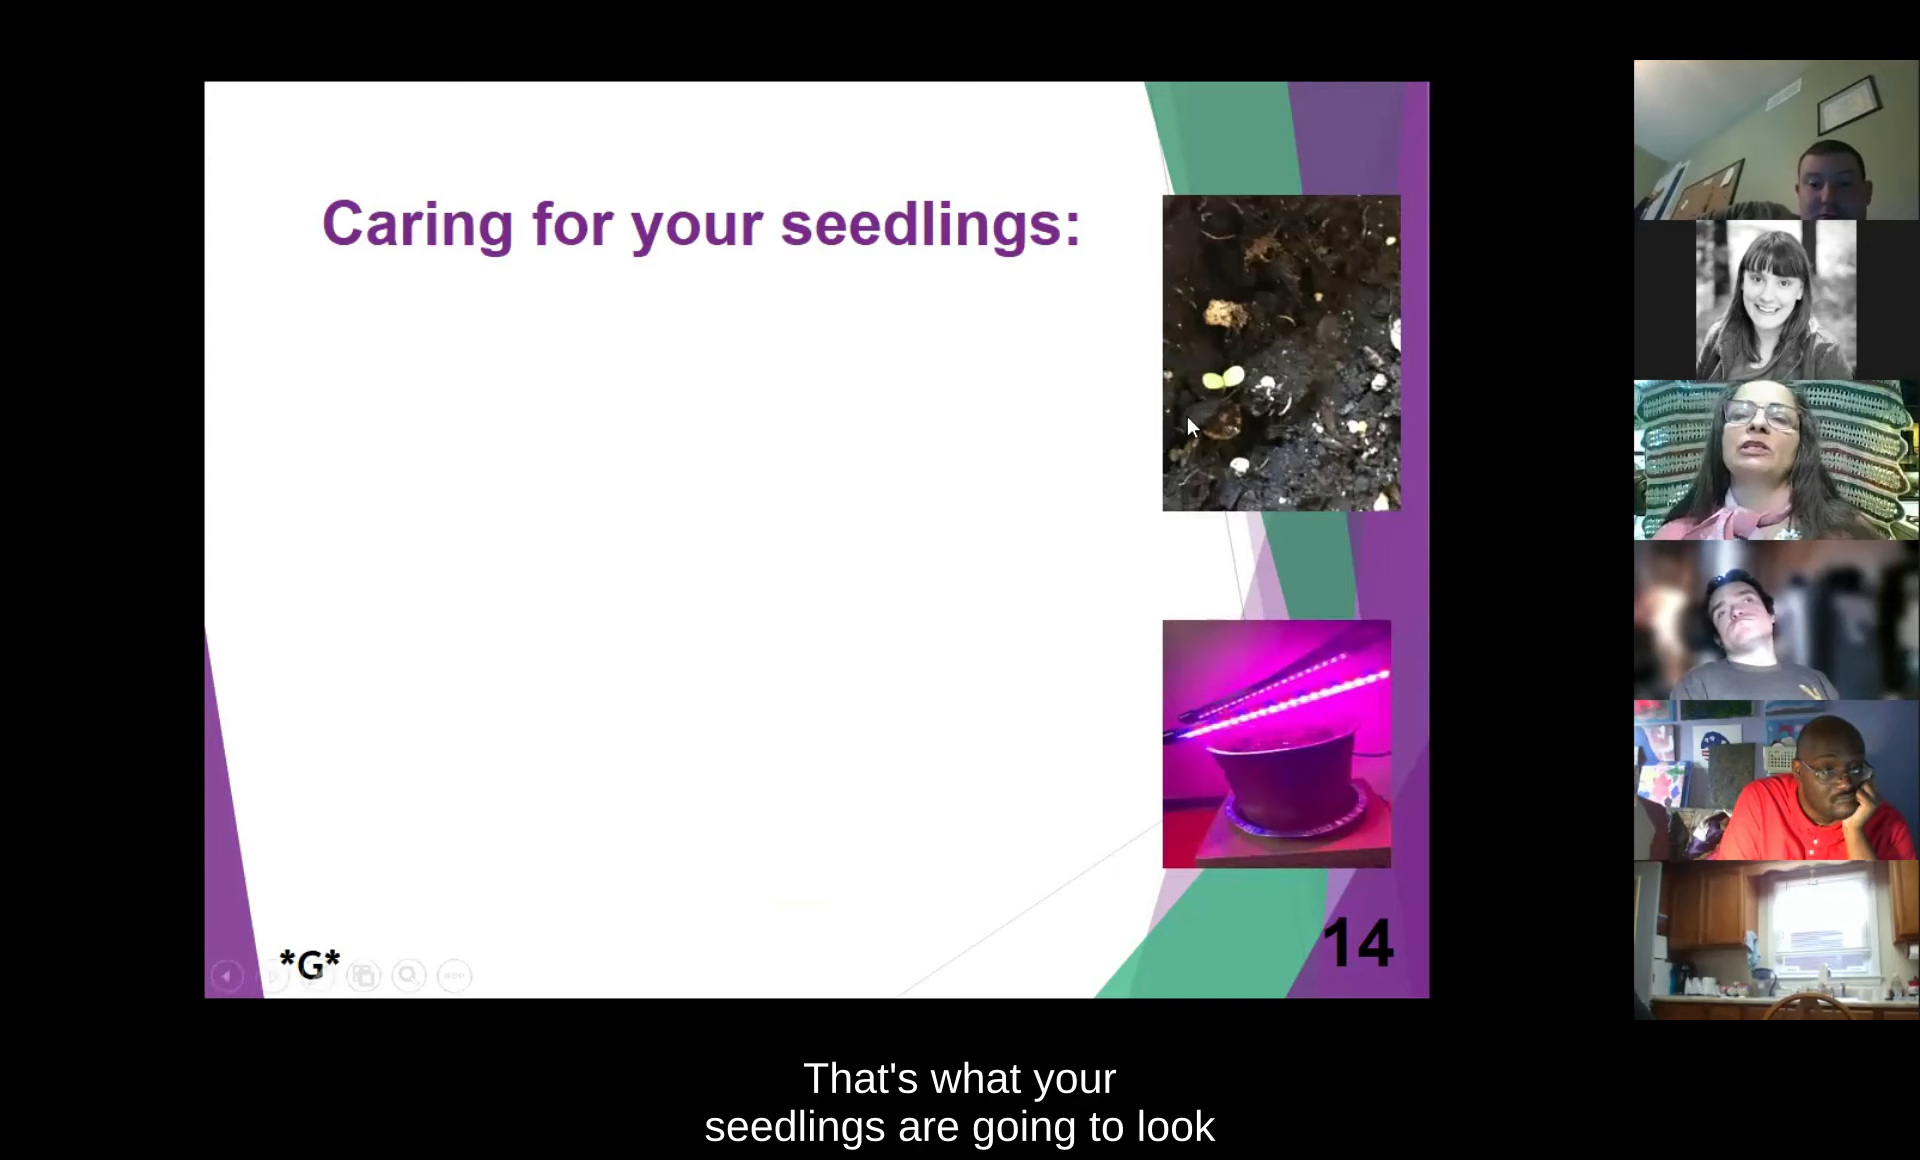 Caring for your seedlings:
*G*
14
That's what your
seedlings are going to look